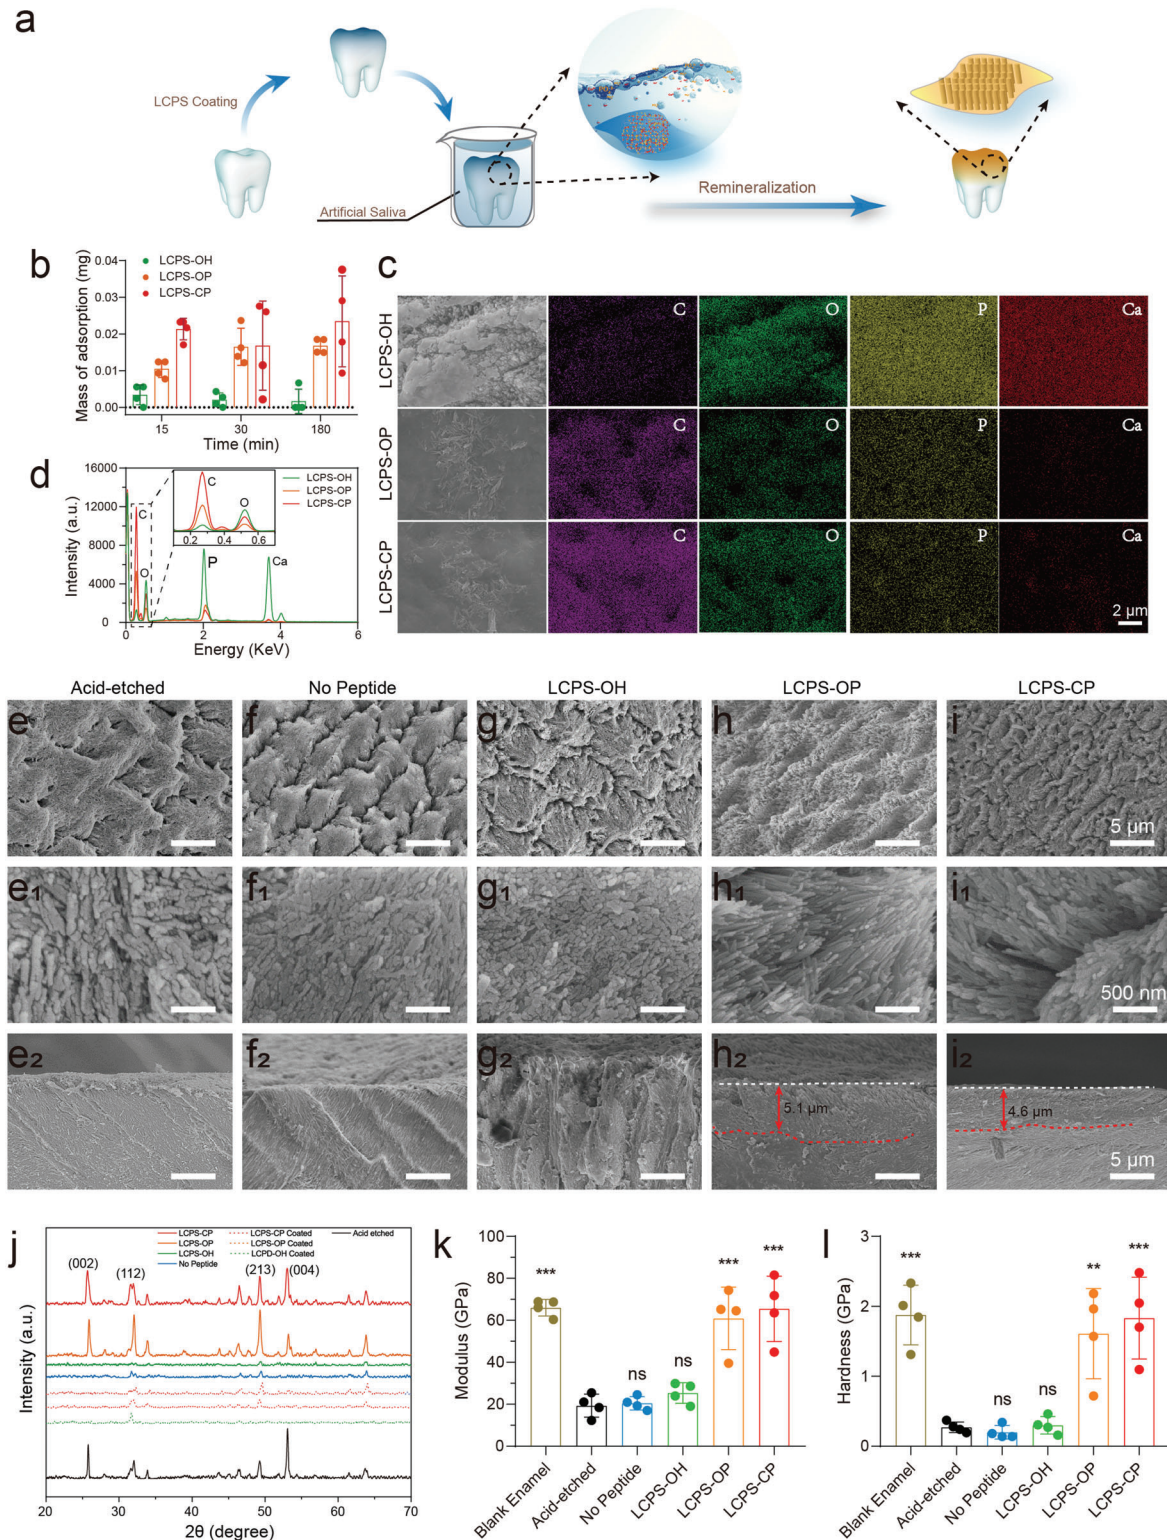 a
LCPS Coating
Artificial Saliva
Remineralization
b
LCPS-OH
LCPS-OP
LCPS-CP
Mass of adsorption (mg)
0.04
0.03
0.02
0.01
0.00
15 30 180
Time (min)
c
LCPS-OH
C O P Ca
LCPS-OP
C O P Ca
LCPS-CP
C O P Ca
2 μm
d
Intensity (a.u.)
16000
12000
8000
4000
0
0 2 4 6
Energy (KeV)
LCPS-OH
LCPS-OP
LCPS-CP
C
O
0.2 0.4 0.6
C
O
P
Ca
Acid-etched No Peptide LCPS-OH LCPS-OP LCPS-CP
e f g h i
5 μm
e1 f1 g1 h1 i1
500 nm
e2 f2 g2 h2 i2
5.1 μm
4.6 μm
5 μm
j
LCPS-CP LCPS-CP Coated Acid etched
LCPS-OP LCPS-OP Coated
LCPS-OH LCPD-OH Coated
No Peptide
(002) (112) (213) (004)
Intensity (a.u.)
20 30 40 50 60 70
2θ (degree)
k
Modulus (GPa)
100
80
60
40
20
0
*** ns ns *** ***
Blank Enamel
Acid-etched
No Peptide
LCPS-OH
LCPS-OP
LCPS-CP
l
Hardness (GPa)
3
2
1
0
*** ns ns ** ***
Blank Enamel
Acid-etched
No Peptide
LCPS-OH
LCPS-OP
LCPS-CP